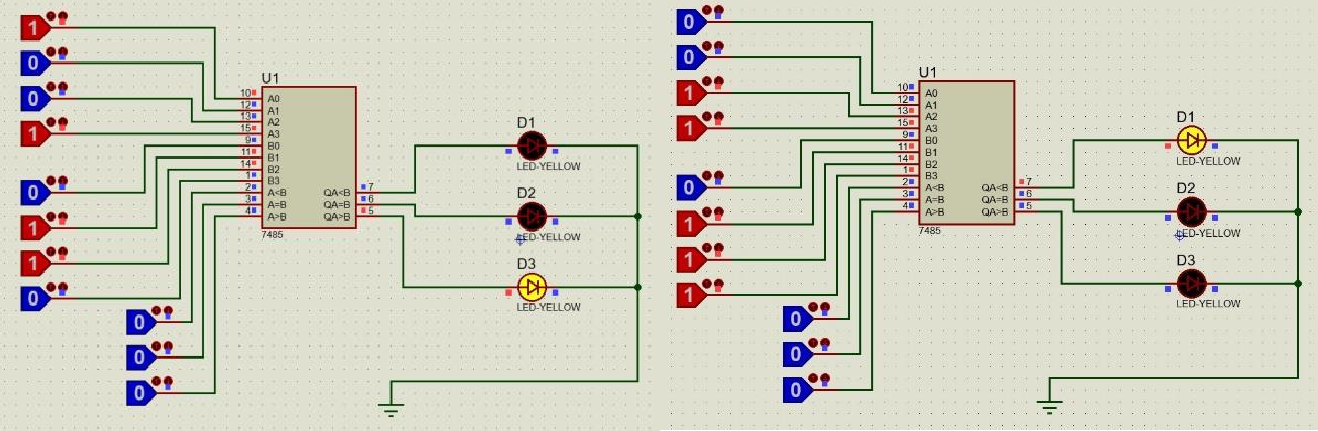 1
0
0
1
0
1
1
0
0
0
0
U1
10 A0
12 A1
13 A2
15 A3
9 B0
11 B1
14 B2
1 B3
2 A<B QA<B 7
3 A=B QA=B 6
4 A>B QA>B 5
7485
D1
LED-YELLOW
D2
LED-YELLOW
D3
LED-YELLOW
0
0
1
1
0
1
1
1
0
0
0
U1
10 A0
12 A1
13 A2
15 A3
9 B0
11 B1
14 B2
1 B3
2 A<B QA<B 7
3 A=B QA=B 6
4 A>B QA>B 5
7485
D1
LED-YELLOW
D2
LED-YELLOW
D3
LED-YELLOW